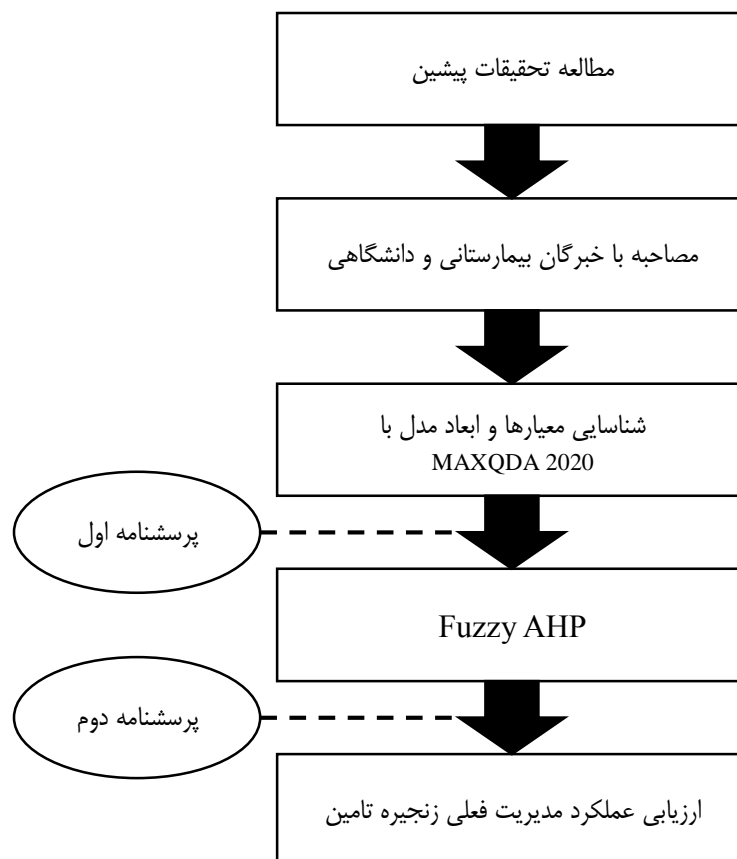 مطالعه تحقیقات پیشین
مصاحبه با خبرگان بیمارستانی و دانشگاهی
شناسایی معیارها و ابعاد مدل با
MAXQDA 2020
پرسشنامه اول
Fuzzy AHP
پرسشنامه دوم
ارزیابی عملکرد مدیریت فعلی زنجیره تامین